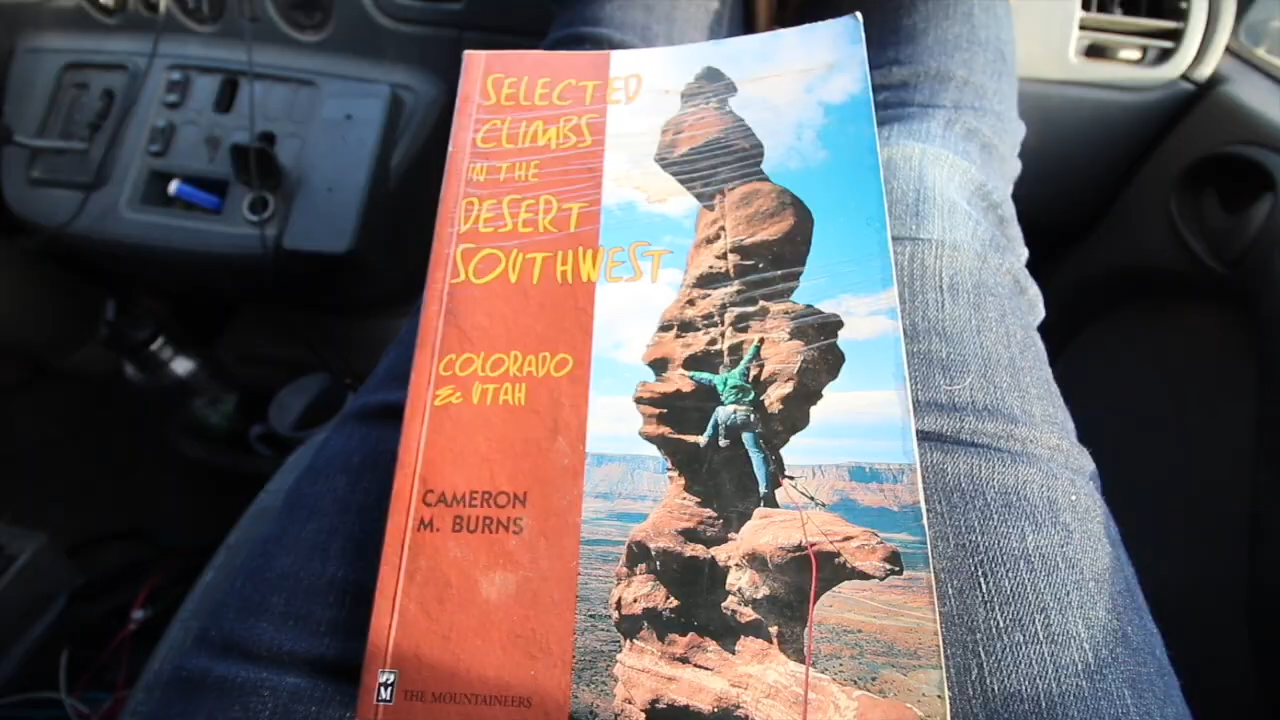 SELECTED
CLIMBS
IN THE
DESERT
SOUTHWEST
COLORADO
& UTAH
CAMERON
M. BURNS
M THE MOUNTAINEERS